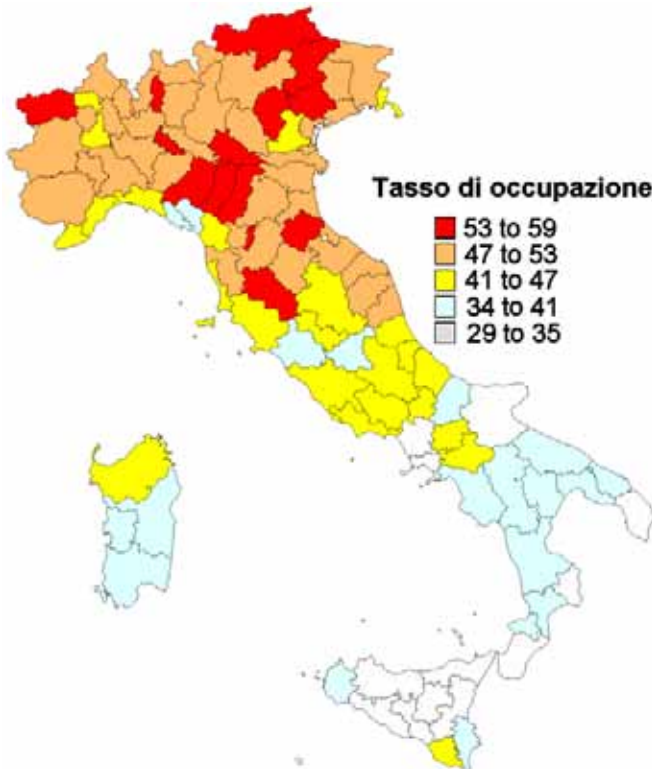 Tasso di occupazione
53 to 59
47 to 53
41 to 47
34 to 41
29 to 35